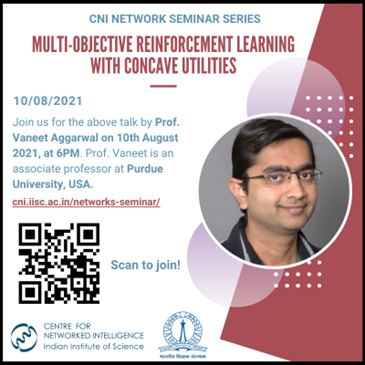 CNI NETWORK SEMINAR SERIES
MULTI-OBJECTIVE REINFORCEMENT LEARNING
WITH CONCAVE UTILITIES
10/08/2021
Join us for the above talk by Prof.
Vaneet Aggarwal on 10th August
2021, at 6PM. Prof. Vaneet is an
associate professor at Purdue
University, USA.
cni.iisc.ac.in/networks-seminar/
Scan to join!
CENTRE FOR
NETWORKED INTELLIGENCE
Indian Institute of Science
भारतीय विज्ञान संस्थान